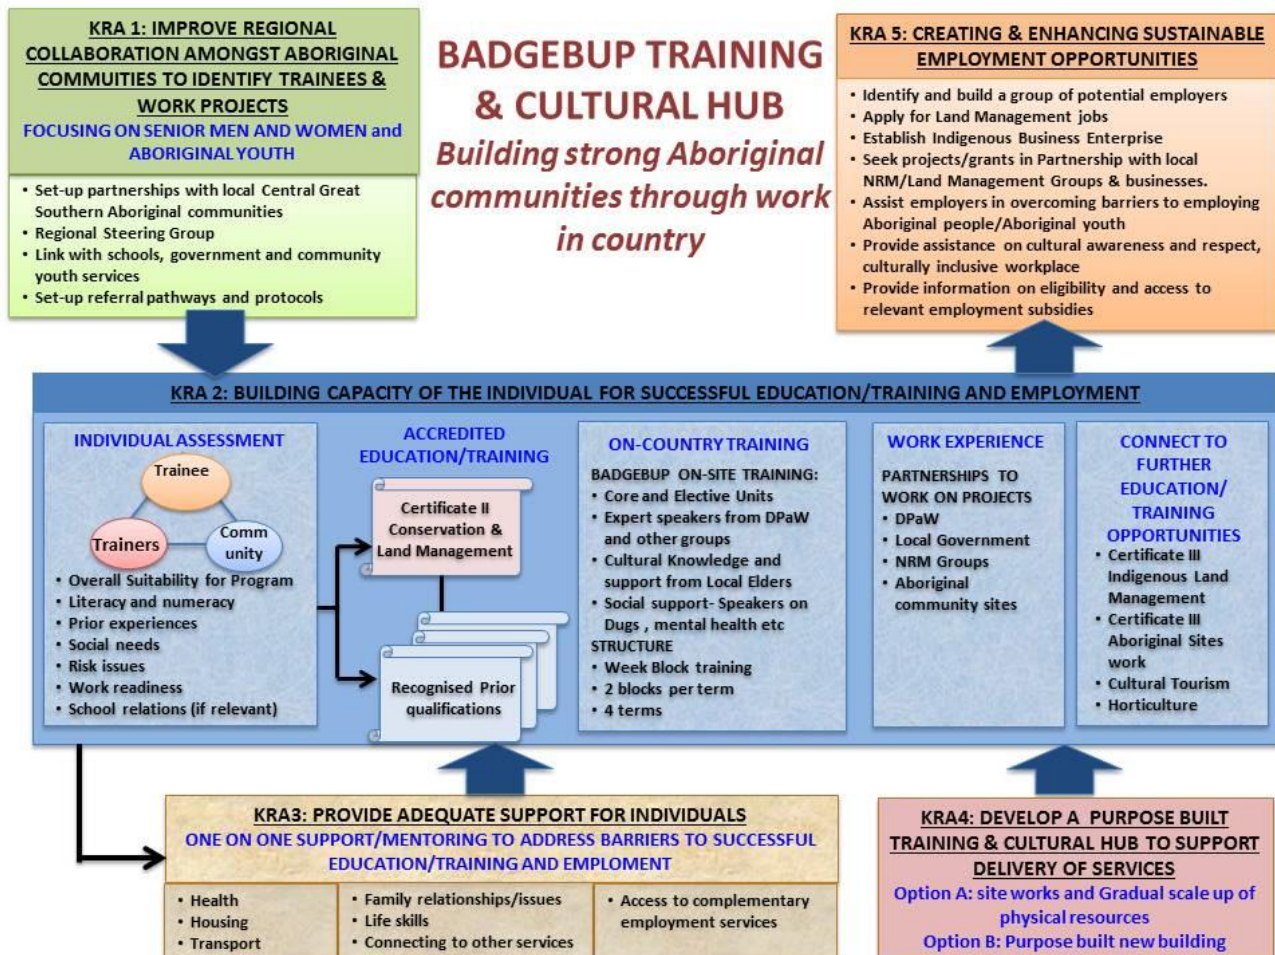 KRA 1: IMPROVE REGIONAL
COLLABORATION AMONGST ABORIGINAL
COMMUITIES TO IDENTIFY TRAINEES &
WORK PROJECTS
FOCUSING ON SENIOR MEN AND WOMEN and
ABORIGINAL YOUTH
• Set-up partnerships with local Central Great
Southern Aboriginal communities
• Regional Steering Group
• Link with schools, government and community
youth services
• Set-up referral pathways and protocols
BADGEBUP TRAINING
& CULTURAL HUB
Building strong Aboriginal
communities through work
in country
KRA 5: CREATING & ENHANCING SUSTAINABLE
EMPLOYMENT OPPORTUNITIES
• Identify and build a group of potential employers
• Apply for Land Management jobs
• Establish Indigenous Business Enterprise
• Seek projects/grants in Partnership with local
NRM/Land Management Groups & businesses.
• Assist employers in overcoming barriers to employing
Aboriginal people/Aboriginal youth
• Provide assistance on cultural awareness and respect,
culturally inclusive workplace
• Provide information on eligibility and access to
relevant employment subsidies
KRA 2: BUILDING CAPACITY OF THE INDIVIDUAL FOR SUCCESSFUL EDUCATION/TRAINING AND EMPLOYMENT
INDIVIDUAL ASSESSMENT
Trainee
Trainers
Comm
unity
• Overall Suitability for Program
• Literacy and numeracy
• Prior experiences
• Social needs
• Risk issues
• Work readiness
• School relations (if relevant)
ACCREDITED
EDUCATION/TRAINING
Certificate II
Conservation &
Land Management
Recognised Prior
qualifications
ON-COUNTRY TRAINING
BADGEBUP ON-SITE TRAINING:
• Core and Elective Units
• Expert speakers from DPaW
and other groups
• Cultural Knowledge and
support from Local Elders
• Social support- Speakers on
Dugs , mental health etc
STRUCTURE
• Week Block training
• 2 blocks per term
• 4 terms
WORK EXPERIENCE
PARTNERSHIPS TO
WORK ON PROJECTS
• DPaW
• Local Government
• NRM Groups
• Aboriginal
community sites
CONNECT TO
FURTHER
EDUCATION/
TRAINING
OPPORTUNITIES
• Certificate III
Indigenous Land
Management
• Certificate III
Aboriginal Sites
work
• Cultural Tourism
• Horticulture
KRA3: PROVIDE ADEQUATE SUPPORT FOR INDIVIDUALS
ONE ON ONE SUPPORT/MENTORING TO ADDRESS BARRIERS TO SUCCESSFUL
EDUCATION/TRAINING AND EMPLOMENT
• Health
• Housing
• Transport
• Family relationships/issues
• Life skills
• Connecting to other services
• Access to complementary
employment services
KRA4: DEVELOP A PURPOSE BUILT
TRAINING & CULTURAL HUB TO SUPPORT
DELIVERY OF SERVICES
Option A: site works and Gradual scale up of
physical resources
Option B: Purpose built new building